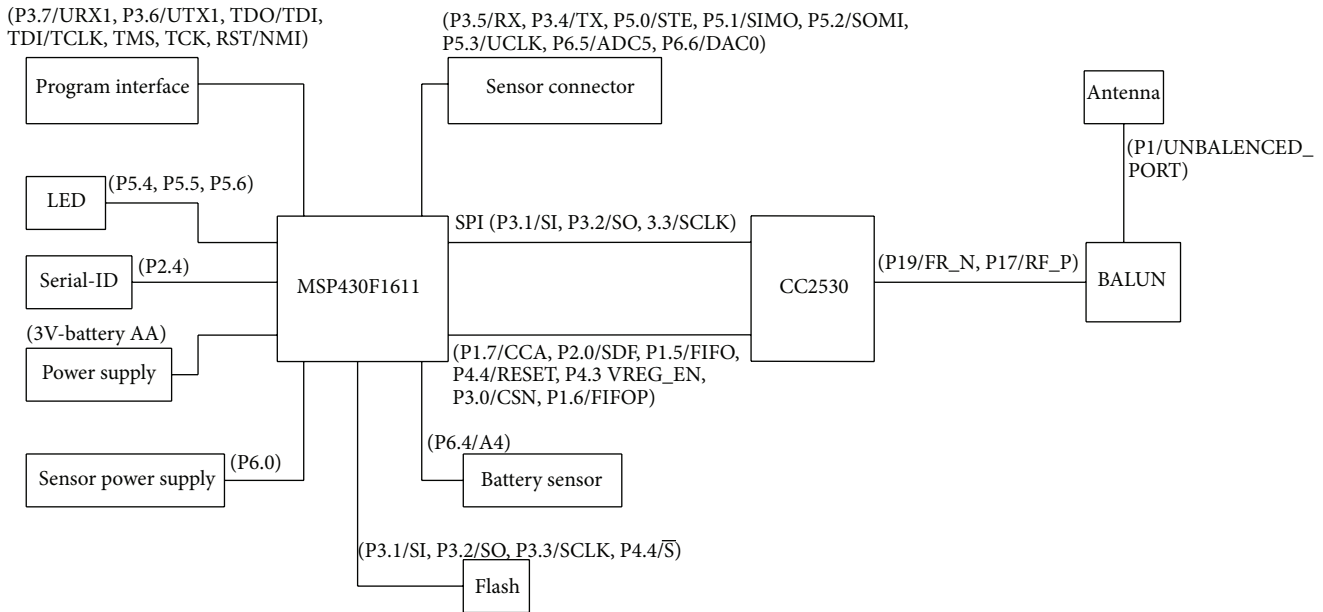 (P3.7/URX1, P3.6/UTX1, TDO/TDI,
TDI/TCLK, TMS, TCK, RST/NMI)
(P3.5/RX, P3.4/TX, P5.0/STE, P5.1/SIMO, P5.2/SOMI,
P5.3/UCLK, P6.5/ADC5, P6.6/DAC0)
Program interface
Sensor connector
Antenna
(P1/UNBALENCED_
PORT)
LED
(P5.4, P5.5, P5.6)
SPI (P3.1/SI, P3.2/SO, 3.3/SCLK)
Serial-ID
(P2.4)
MSP430F1611
CC2530
(P19/FR_N, P17/RF_P)
BALUN
(3V-battery AA)
Power supply
(P1.7/CCA, P2.0/SDF, P1.5/FIFO,
P4.4/RESET, P4.3 VREG_EN,
P3.0/CSN, P1.6/FIFOP)
Sensor power supply
(P6.0)
(P6.4/A4)
Battery sensor
(P3.1/SI, P3.2/SO, P3.3/SCLK, P4.4/S̅)
Flash